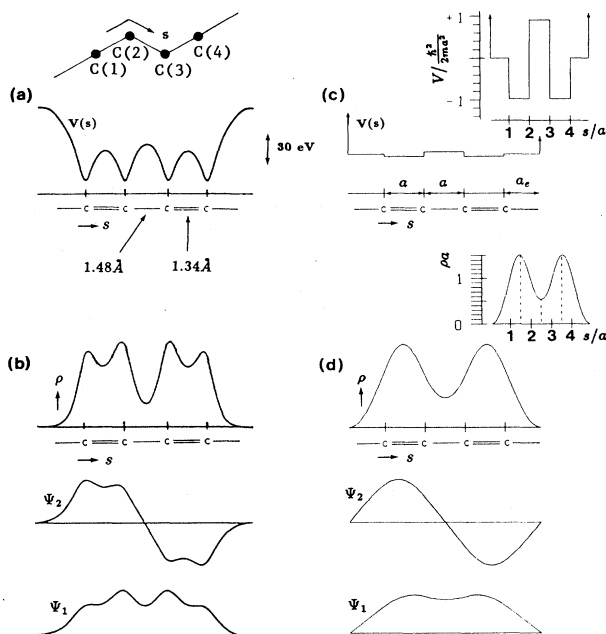 s
C(2) C(4)
C(1) C(3)
(a)
V(s)
30 eV
C C C C
s
1.48Å 1.34Å
(b)
ρ
C C C C
s
Ψ₂
Ψ₁
(c)
V/ħ²/2ma²
+1
-1
1 2 3 4 s/a
V(s)
a a aₑ
C C C C
s
ρa
1
0
1 2 3 4 s/a
(d)
ρ
C C C C
s
Ψ₂
Ψ₁